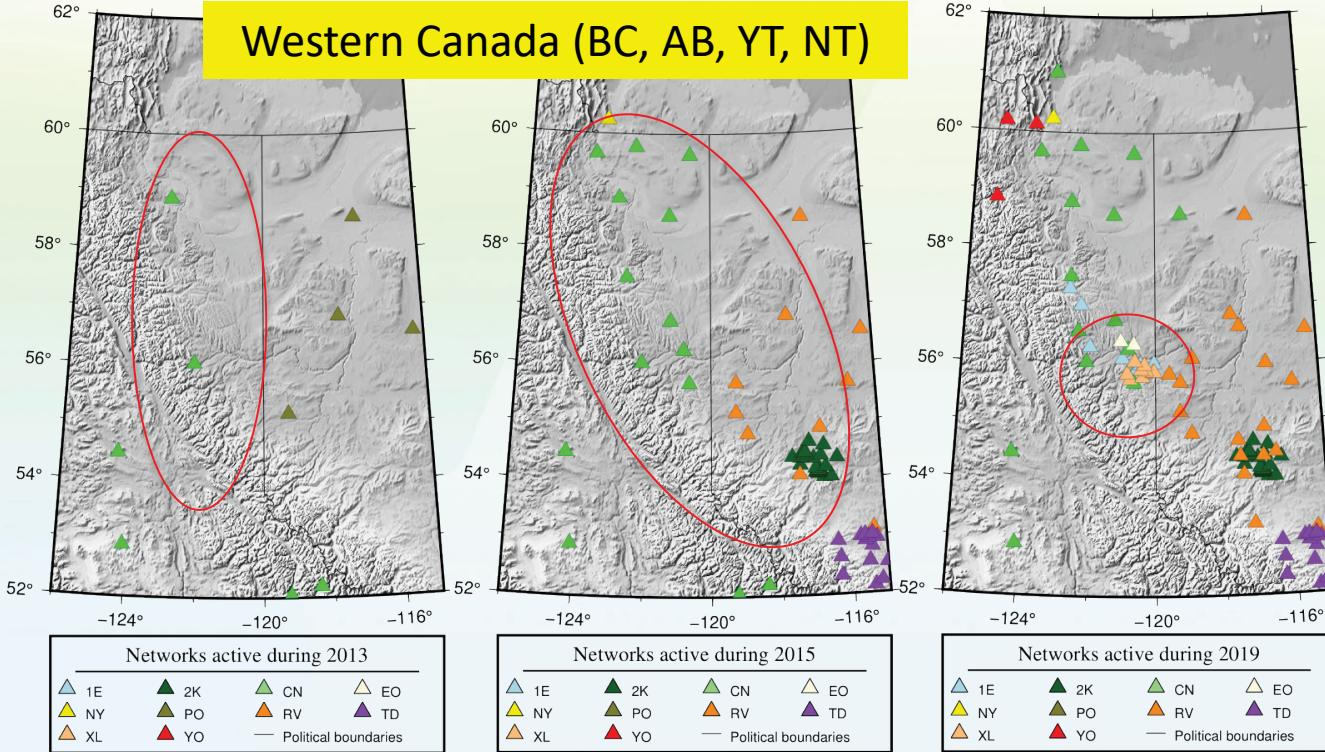 Western Canada (BC, AB, YT, NT)
62°
60°
58°
56°
54°
52°
−124°
−120°
−116°
Networks active during 2013
1E 2K CN EO
NY PO RV TD
XL YO Political boundaries
60°
58°
56°
54°
52°
−124°
−120°
−116°
Networks active during 2015
1E 2K CN EO
NY PO RV TD
XL YO Political boundaries
62°
60°
58°
56°
54°
52°
−124°
−120°
−116°
Networks active during 2019
1E 2K CN EO
NY PO RV TD
XL YO Political boundaries